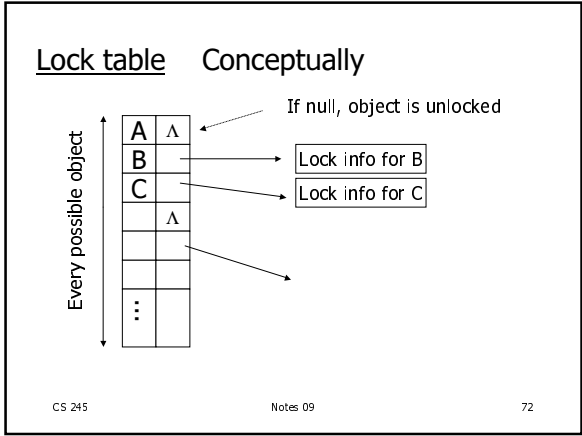 Lock table Conceptually
If null, object is unlocked
Every possible object
A Λ
B
Lock info for B
C
Lock info for C
Λ
...
CS 245 Notes 09 72